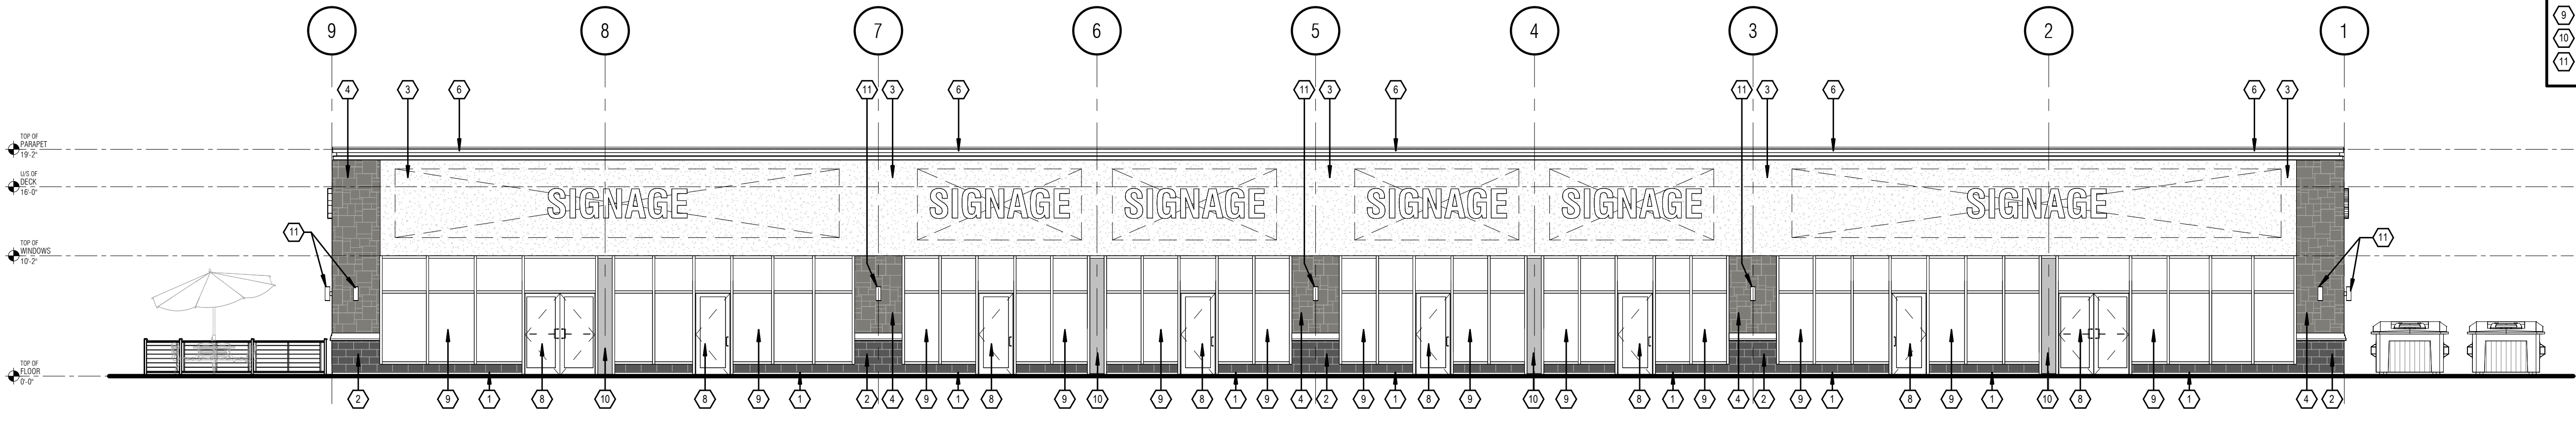 9 8 7 6 5 4 3 2 1
9
10
11
4 3 6 11 3 6 11 3 6 11 3 6 6 3
TOP OF
PARAPET
19'-2"
U/S OF
DECK
16'-0"
SIGNAGE SIGNAGE SIGNAGE SIGNAGE SIGNAGE SIGNAGE
11 11
TOP OF
WINDOWS
10'-2"
TOP OF
FLOOR
0'-0"
2 9 1 8 10 8 9 1 2 4 9 1 8 9 10 9 8 1 9 4 2 9 1 8 9 10 9 8 1 9 4 2 9 1 8 9 1 10 8 9 1 4 2